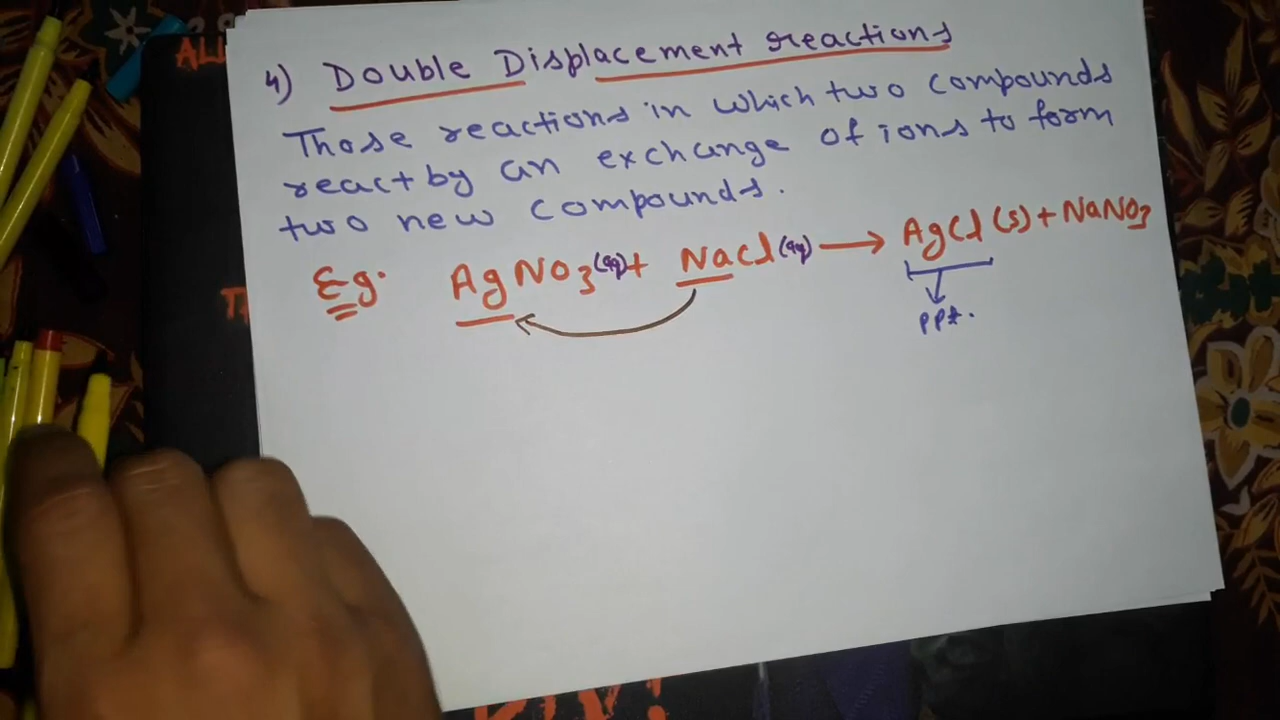 4) Double Displacement reactions
Those reactions in which two compounds
react by an exchange of ions to form
two new compounds.
Eg. AgNO3(aq) + NaCl(aq) → AgCl(s) + NaNO3
ppt.